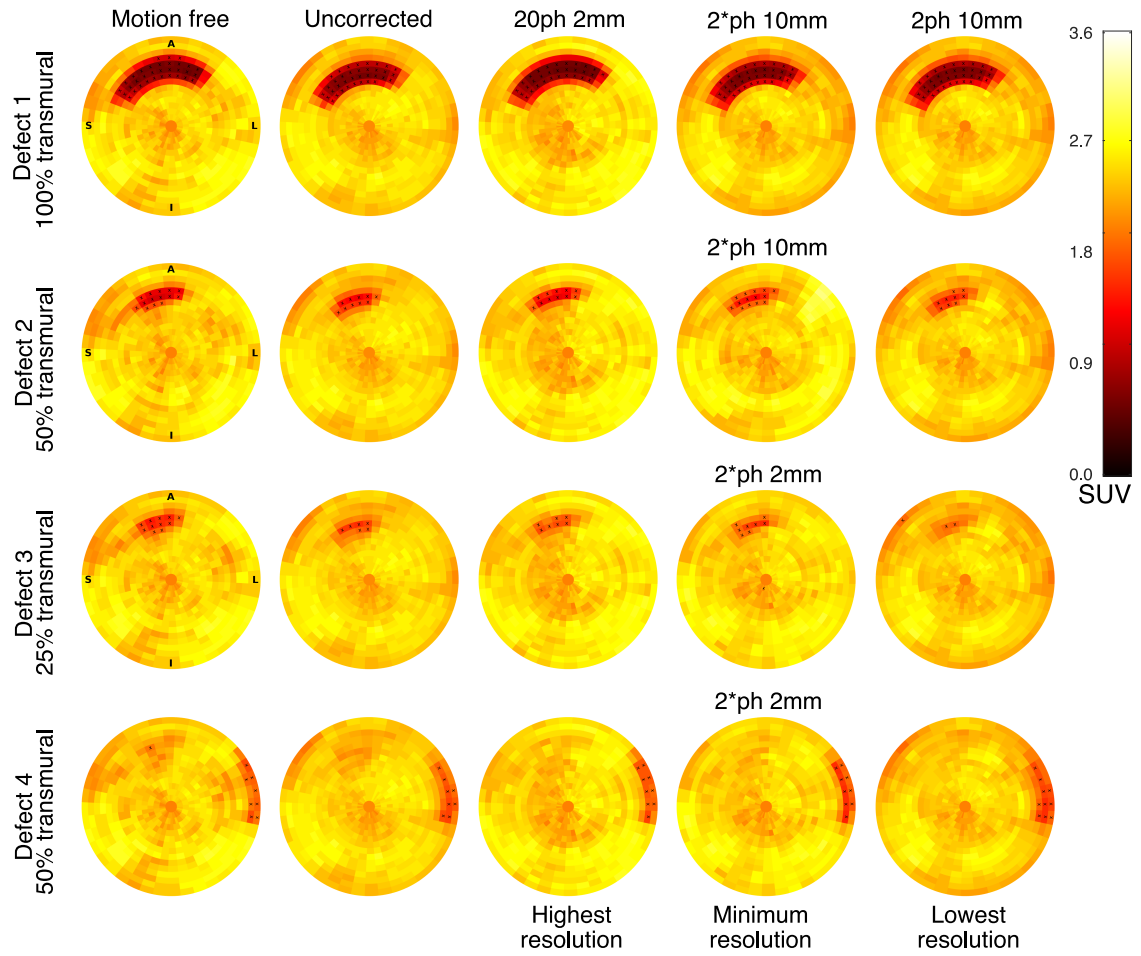 Motion free
Uncorrected
20ph 2mm
2*ph 10mm
2ph 10mm
Defect 1
100% transmural
A
S
L
I
3.6
2.7
1.8
0.9
0.0
SUV
2*ph 10mm
Defect 2
50% transmural
A
S
L
I
2*ph 2mm
Defect 3
25% transmural
A
S
L
I
2*ph 2mm
Defect 4
50% transmural
Highest
resolution
Minimum
resolution
Lowest
resolution